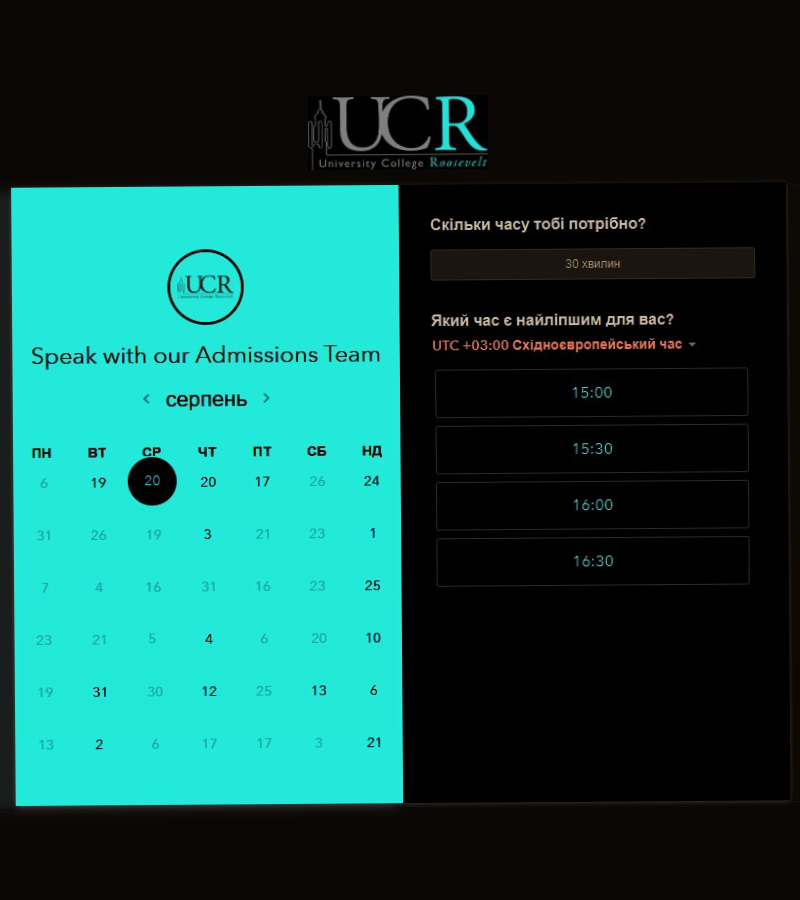 UCR
University College Roosevelt
UCR
University College Roosevelt
Speak with our Admissions Team
серпень
ПН ВТ СР ЧТ ПТ СБ НД
6 19 20 20 17 26 24
31 26 19 3 21 23 1
7 4 16 31 16 23 25
23 21 5 4 6 20 10
19 31 30 12 25 13 6
13 2 6 17 17 3 21
Скільки часу тобі потрібно?
30 хвилин
Який час є найліпшим для вас?
UTC +03:00 Східноєвропейський час
15:00
15:30
16:00
16:30